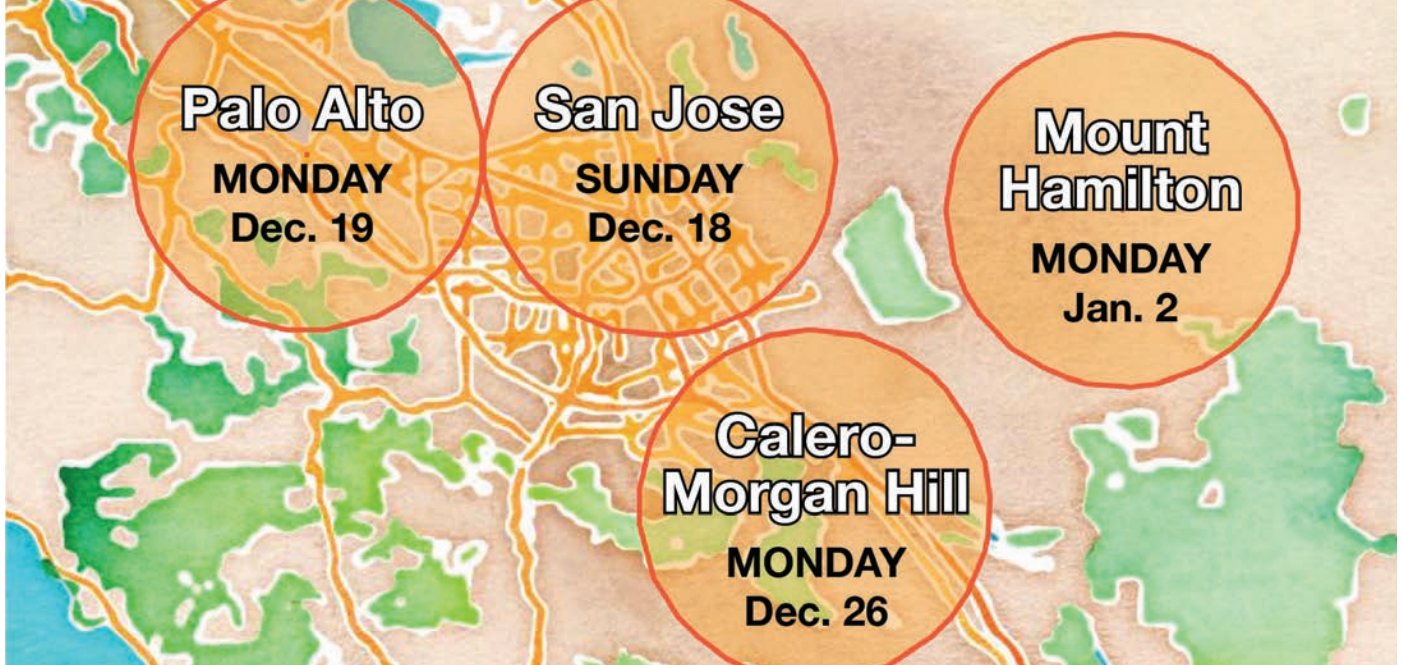 Palo Alto
MONDAY
Dec. 19
San Jose
SUNDAY
Dec. 18
Mount
Hamilton
MONDAY
Jan. 2
Calero-
Morgan Hill
MONDAY
Dec. 26